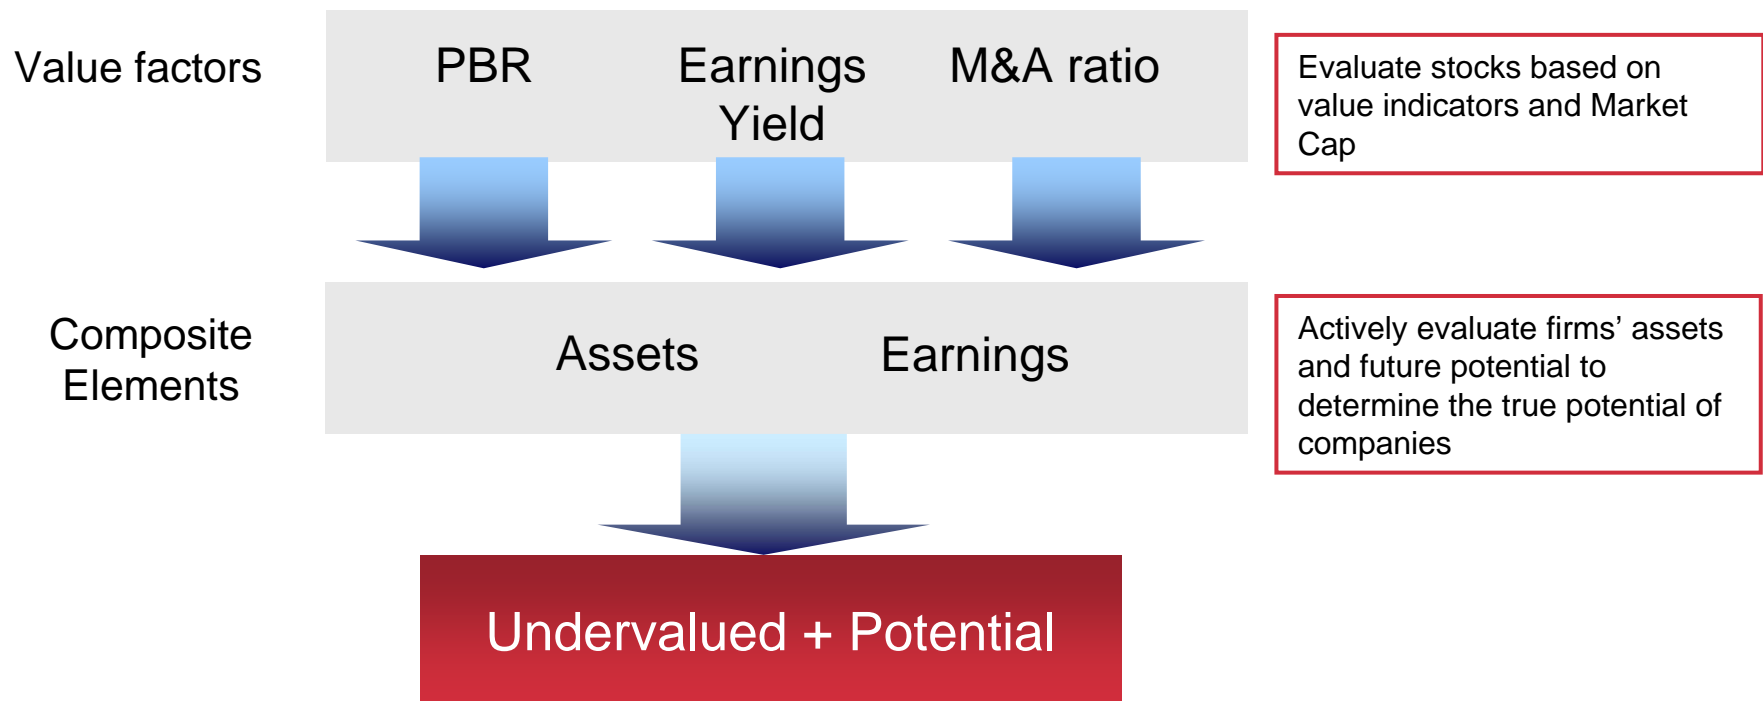 Value factors
PBR
Earnings
Yield
M&A ratio
Evaluate stocks based on
value indicators and Market
Cap
Composite
Elements
Assets
Earnings
Actively evaluate firms’ assets
and future potential to
determine the true potential of
companies
Undervalued + Potential